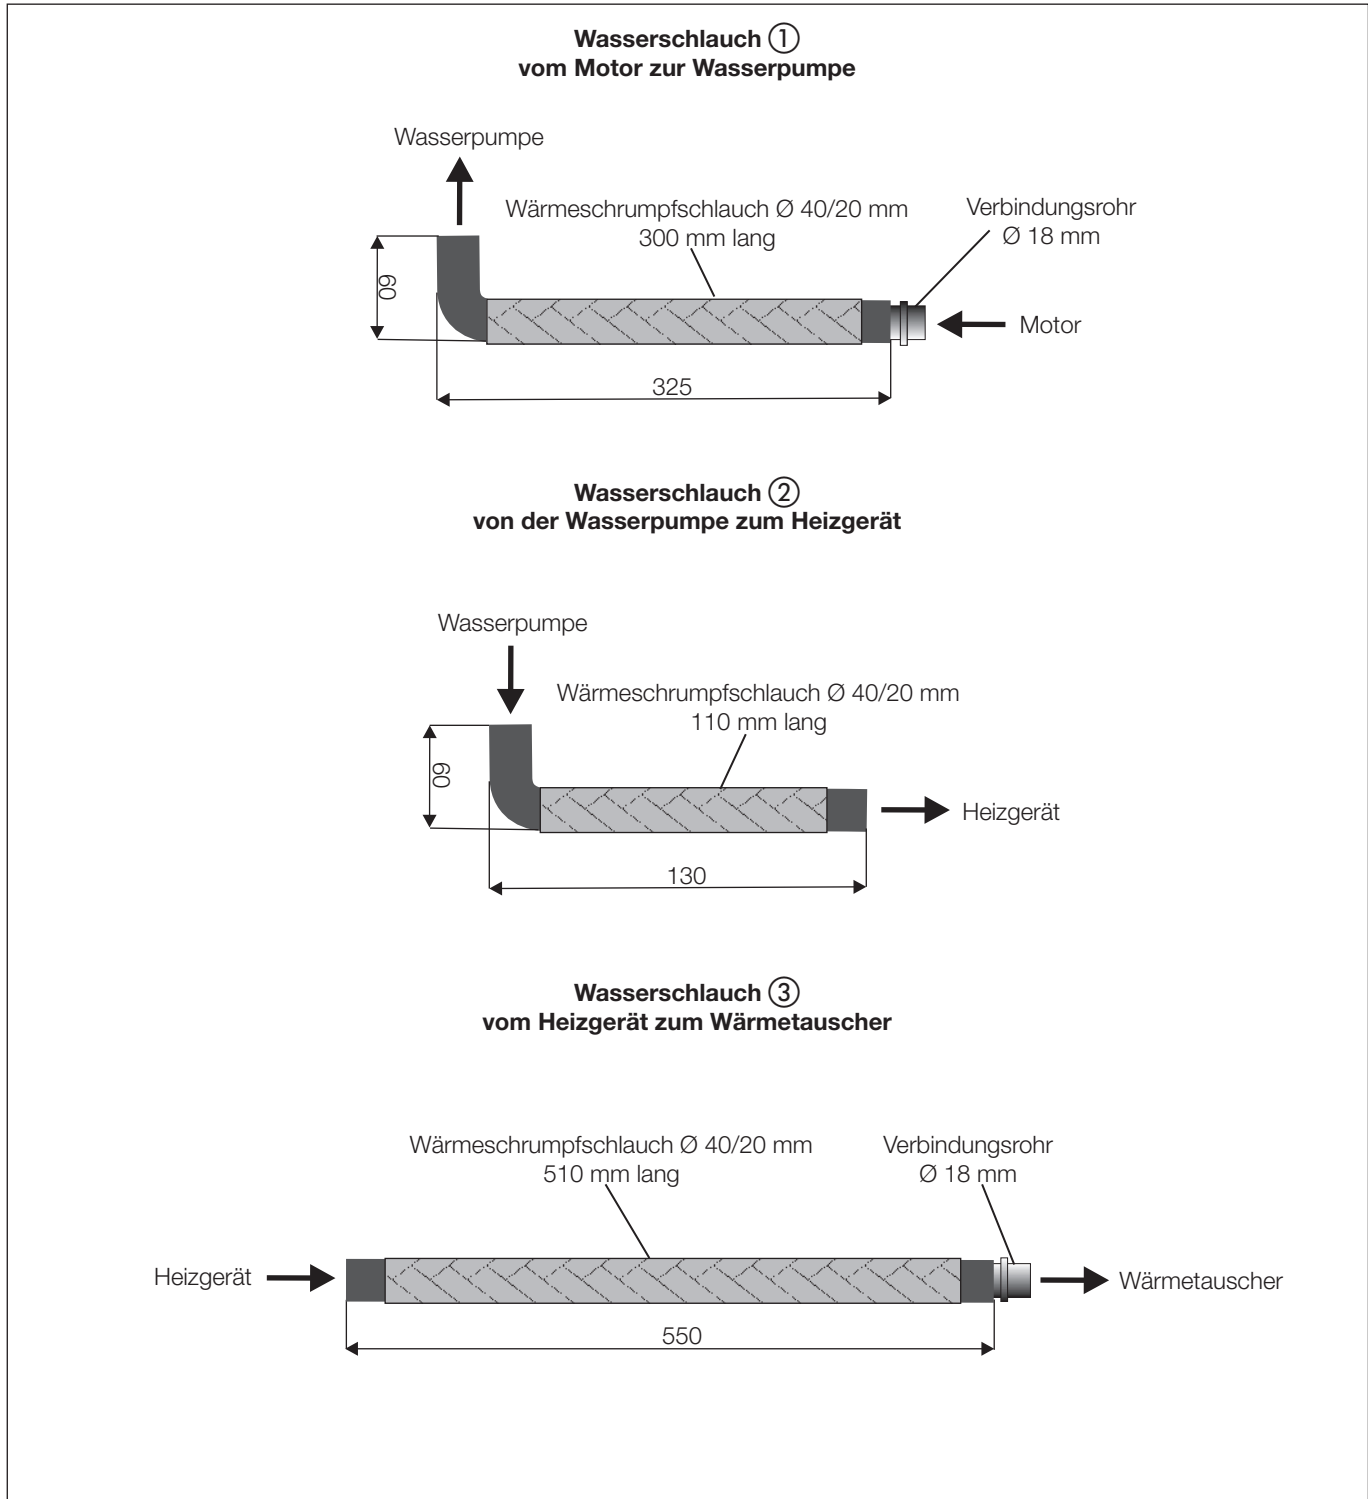 Wasserschlauch ①
vom Motor zur Wasserpumpe
Wasserpumpe
Wärmeschrumpfschlauch Ø 40/20 mm
300 mm lang
Verbindungsrohr
Ø 18 mm
60
Motor
325
Wasserschlauch ②
von der Wasserpumpe zum Heizgerät
Wasserpumpe
Wärmeschrumpfschlauch Ø 40/20 mm
110 mm lang
60
Heizgerät
130
Wasserschlauch ③
vom Heizgerät zum Wärmetauscher
Wärmeschrumpfschlauch Ø 40/20 mm
510 mm lang
Verbindungsrohr
Ø 18 mm
Heizgerät
Wärmetauscher
550